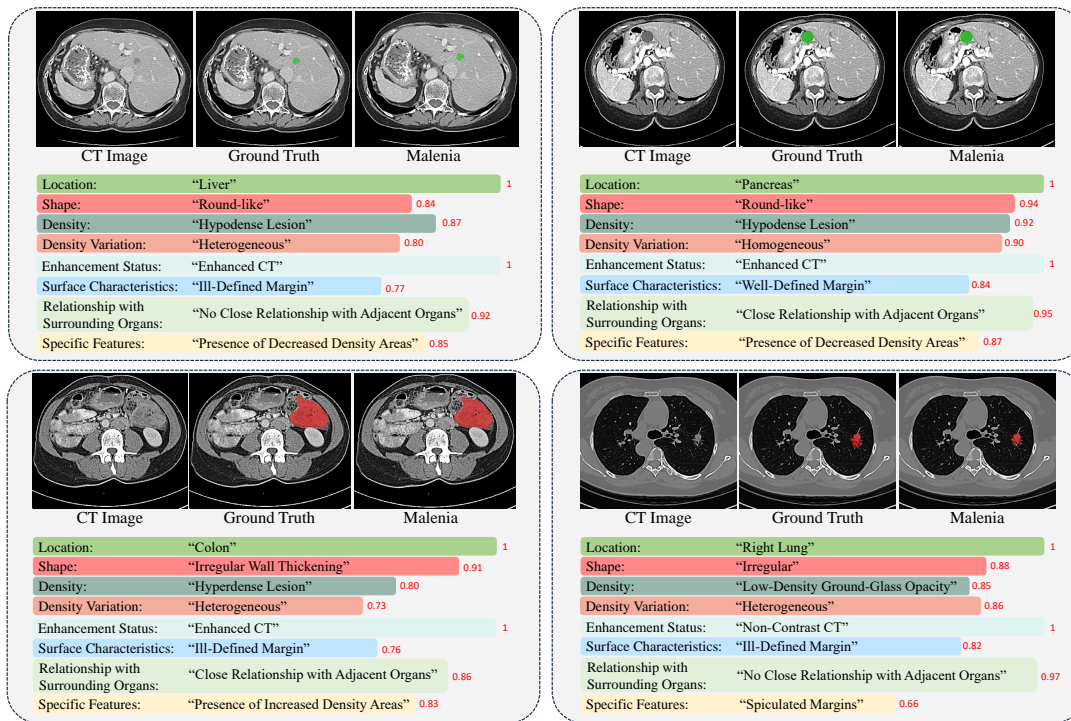 CT Image Ground Truth Malenia
Location: “Liver” 1
Shape: “Round-like” 0.84
Density: “Hypodense Lesion” 0.87
Density Variation: “Heterogeneous” 0.80
Enhancement Status: “Enhanced CT” 1
Surface Characteristics: “Ill-Defined Margin” 0.77
Relationship with
Surrounding Organs: “No Close Relationship with Adjacent Organs” 0.92
Specific Features: “Presence of Decreased Density Areas” 0.85
CT Image Ground Truth Malenia
Location: “Pancreas” 1
Shape: “Round-like” 0.94
Density: “Hypodense Lesion” 0.92
Density Variation: “Homogeneous” 0.90
Enhancement Status: “Enhanced CT” 1
Surface Characteristics: “Well-Defined Margin” 0.84
Relationship with
Surrounding Organs: “Close Relationship with Adjacent Organs” 0.95
Specific Features: “Presence of Decreased Density Areas” 0.87
CT Image Ground Truth Malenia
Location: “Colon” 1
Shape: “Irregular Wall Thickening” 0.91
Density: “Hyperdense Lesion” 0.80
Density Variation: “Heterogeneous” 0.73
Enhancement Status: “Enhanced CT” 1
Surface Characteristics: “Ill-Defined Margin” 0.76
Relationship with
Surrounding Organs: “Close Relationship with Adjacent Organs” 0.86
Specific Features: “Presence of Increased Density Areas” 0.83
CT Image Ground Truth Malenia
Location: “Right Lung” 1
Shape: “Irregular” 0.88
Density: “Low-Density Ground-Glass Opacity” 0.85
Density Variation: “Heterogeneous” 0.86
Enhancement Status: “Non-Contrast CT” 1
Surface Characteristics: “Ill-Defined Margin” 0.82
Relationship with
Surrounding Organs: “No Close Relationship with Adjacent Organs” 0.97
Specific Features: “Spiculated Margins” 0.66